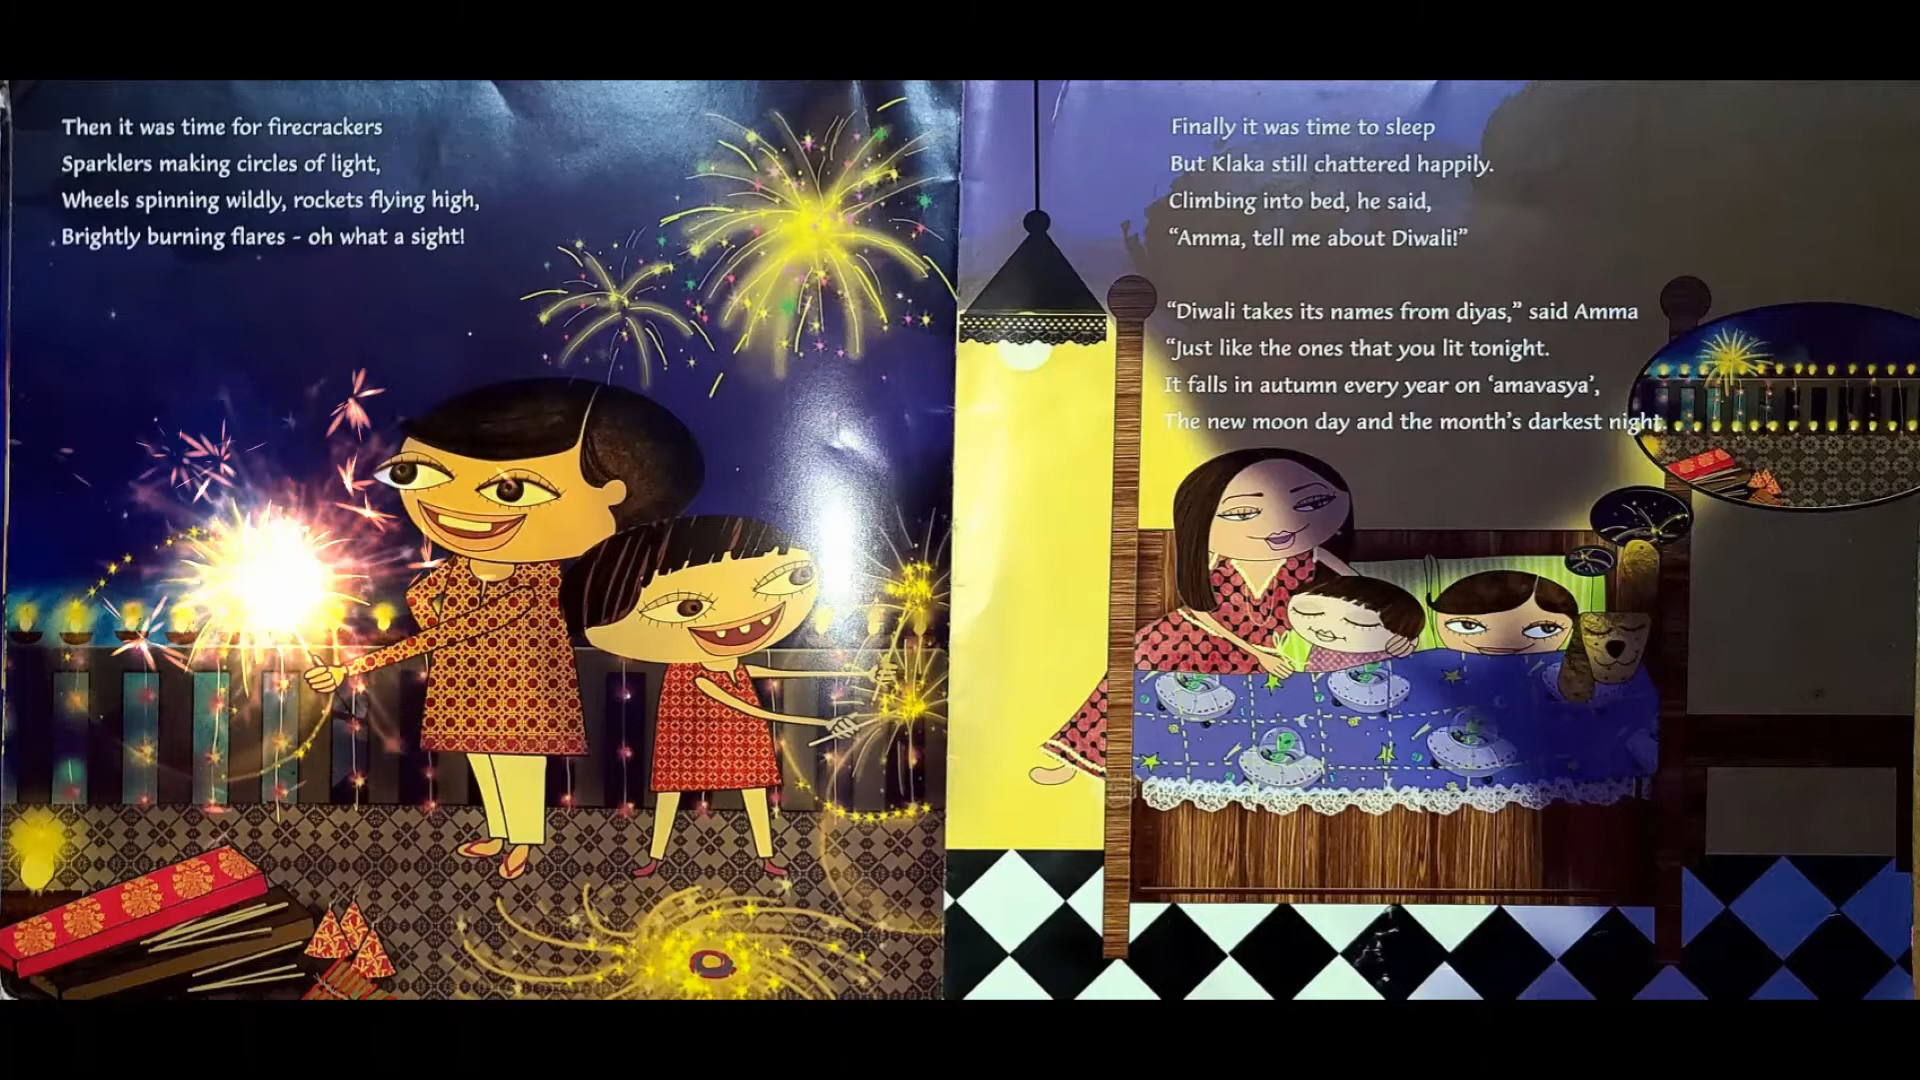 Then it was time for firecrackers
Sparklers making circles of light,
Wheels spinning wildly, rockets flying high,
Brightly burning flares - oh what a sight!
Finally it was time to sleep
But Klaka still chattered happily.
Climbing into bed, he said,
“Amma, tell me about Diwali!”
“Diwali takes its names from diyas,” said Amma
“Just like the ones that you lit tonight.
It falls in autumn every year on ‘amavasya’,
The new moon day and the month’s darkest night.